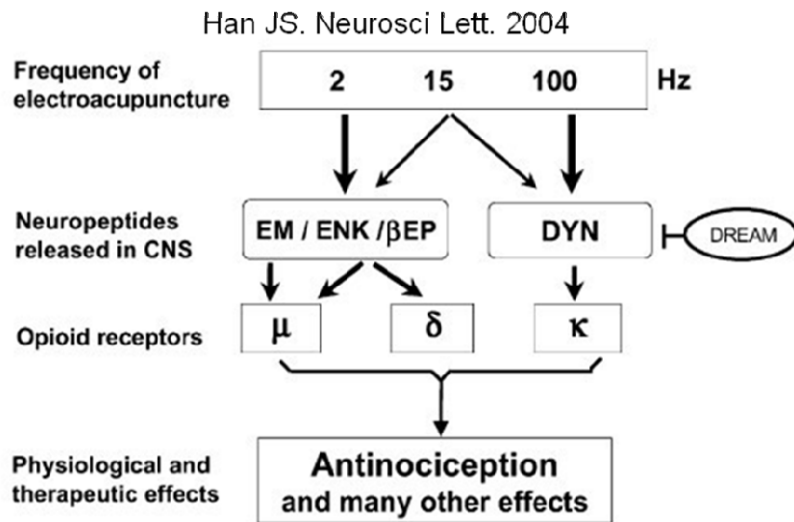 Han JS. Neurosci Lett. 2004
Frequency of
electroacupuncture
2 15 100 Hz
Neuropeptides
released in CNS
EM / ENK /βEP
DYN
DREAM
Opioid receptors
μ δ κ
Physiological and
therapeutic effects
Antinociception
and many other effects